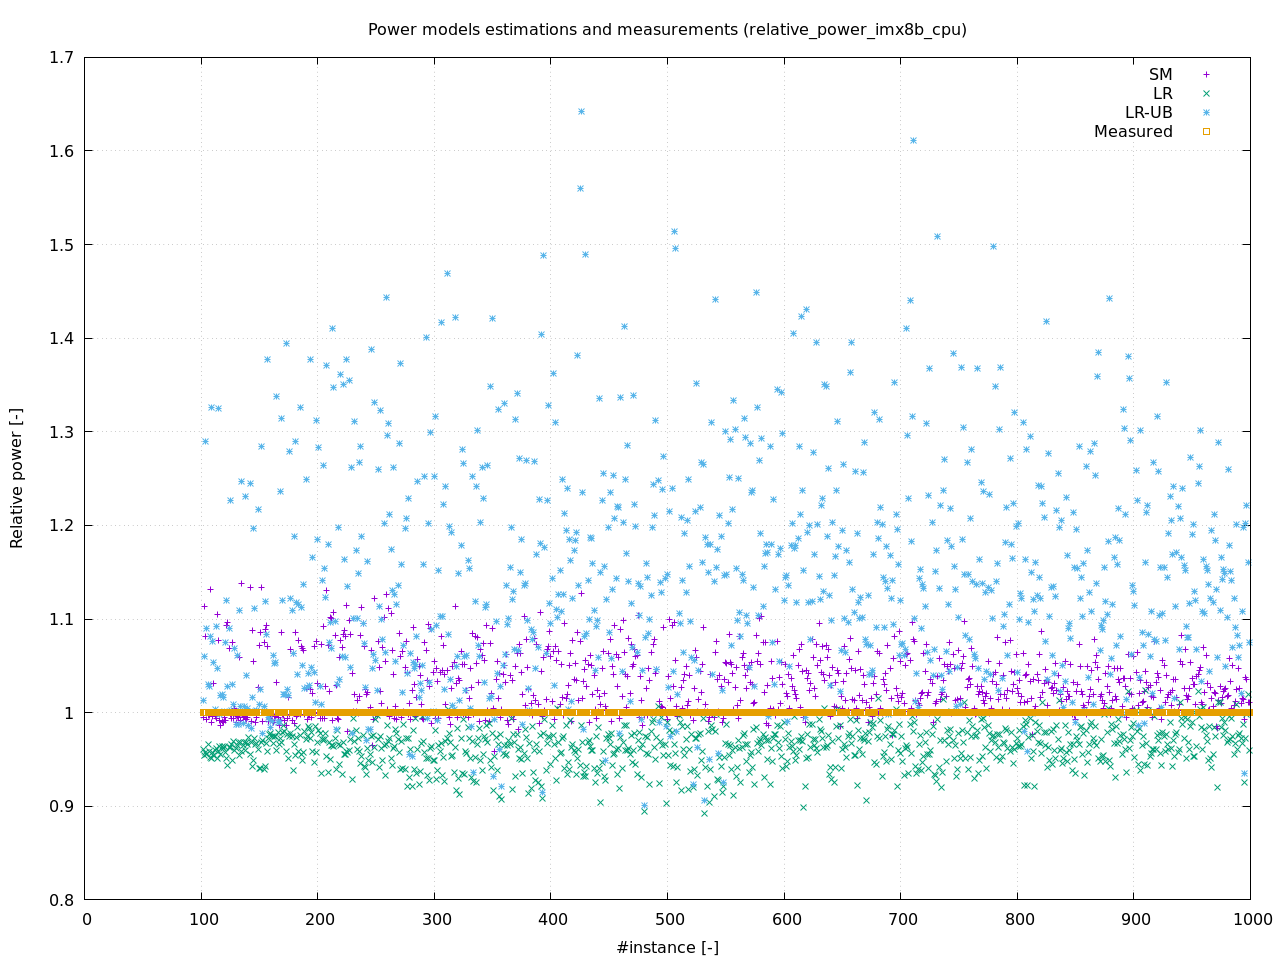 Power models estimations and measurements (relative_power_imx8b_cpu)
SM
LR
LR-UB
Measured
1.7
1.6
1.5
1.4
1.3
1.2
1.1
1
0.9
0.8
Relative power [-]
0 100 200 300 400 500 600 700 800 900 1000
#instance [-]